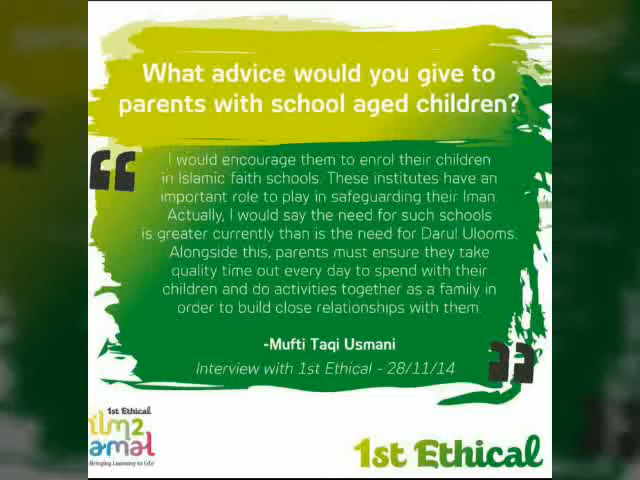 What advice would you give to
parents with school aged children?
I would encourage them to enrol their children
in Islamic faith schools. These institutes have an
important role to play in safeguarding their Iman.
Actually, I would say the need for such schools
is greater currently than is the need for Darul Ulooms.
Alongside this, parents must ensure they take
quality time out every day to spend with their
children and do activities together as a family in
order to build close relationships with them
-Mufti Taqi Usmani
Interview with 1st Ethical - 28/11/14
1st Ethical
ilm2
amal
Bringing Learning to Life
1st Ethical